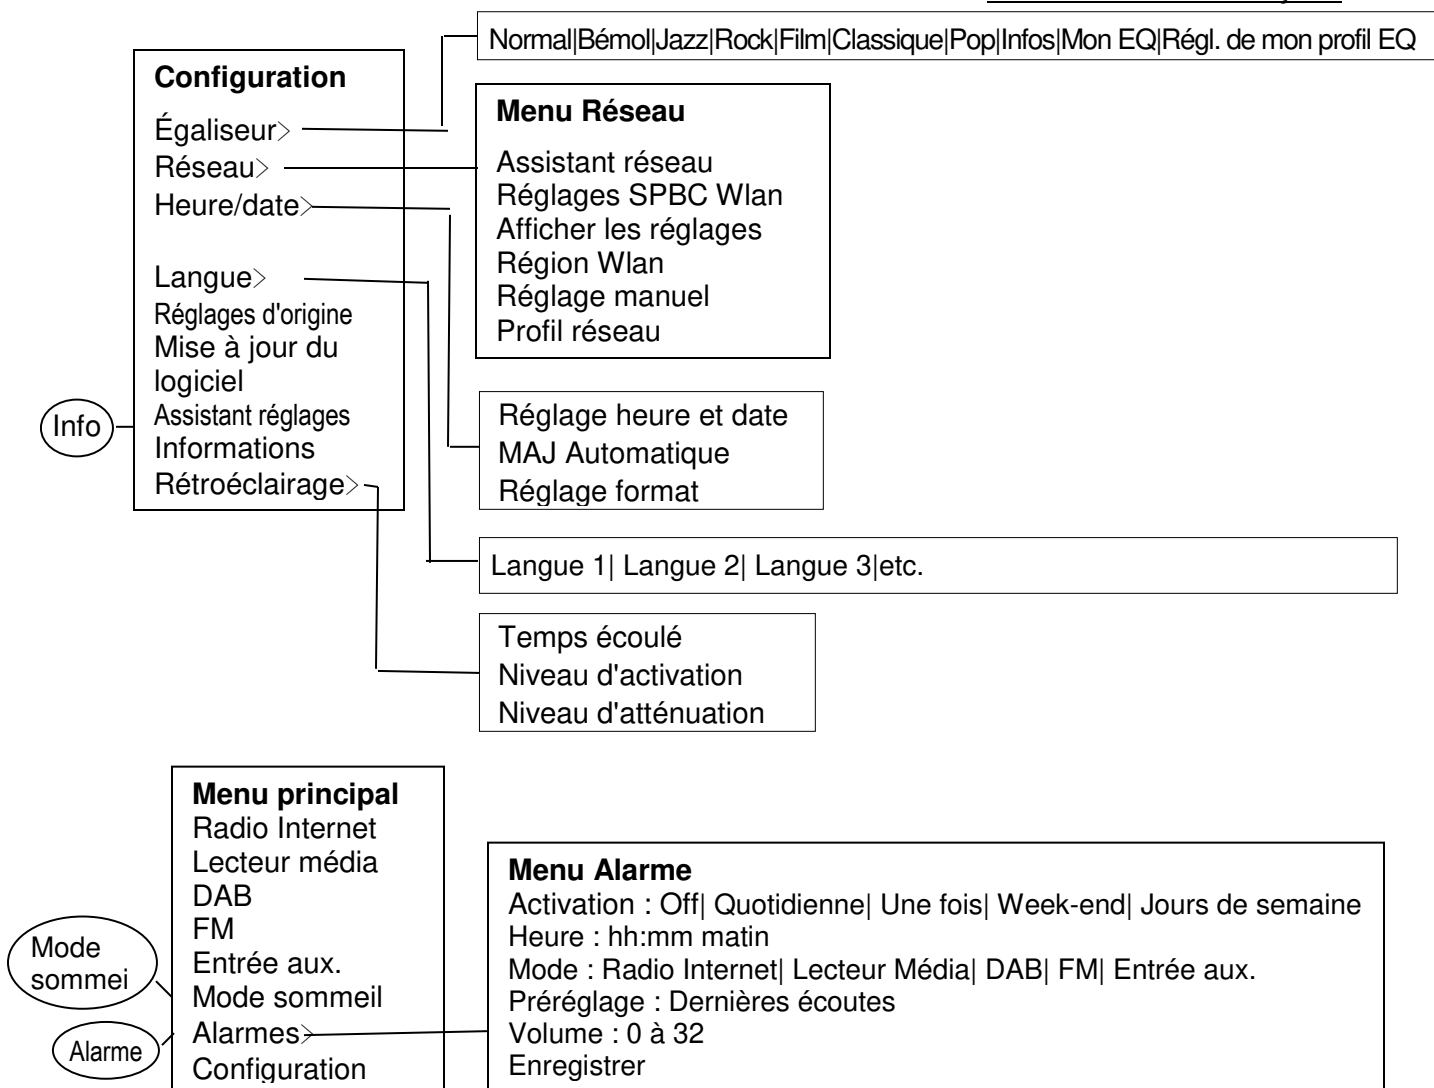 Normal|Bémol|Jazz|Rock|Film|Classique|Pop|Infos|Mon EQ|Régl. de mon profil EQ
Configuration
Égaliseur>
Réseau>
Heure/date>
Langue>
Réglages d'origine
Mise à jour du
logiciel
Assistant réglages
Informations
Rétroéclairage>
Info
Menu Réseau
Assistant réseau
Réglages SPBC Wlan
Afficher les réglages
Région Wlan
Réglage manuel
Profil réseau
Réglage heure et date
MAJ Automatique
Réglage format
Langue 1| Langue 2| Langue 3|etc.
Temps écoulé
Niveau d'activation
Niveau d'atténuation
Menu principal
Radio Internet
Lecteur média
DAB
FM
Entrée aux.
Mode sommeil
Alarmes>
Configuration
Mode
sommei
Alarme
Menu Alarme
Activation : Off| Quotidienne| Une fois| Week-end| Jours de semaine
Heure : hh:mm matin
Mode : Radio Internet| Lecteur Média| DAB| FM| Entrée aux.
Préréglage : Dernières écoutes
Volume : 0 à 32
Enregistrer